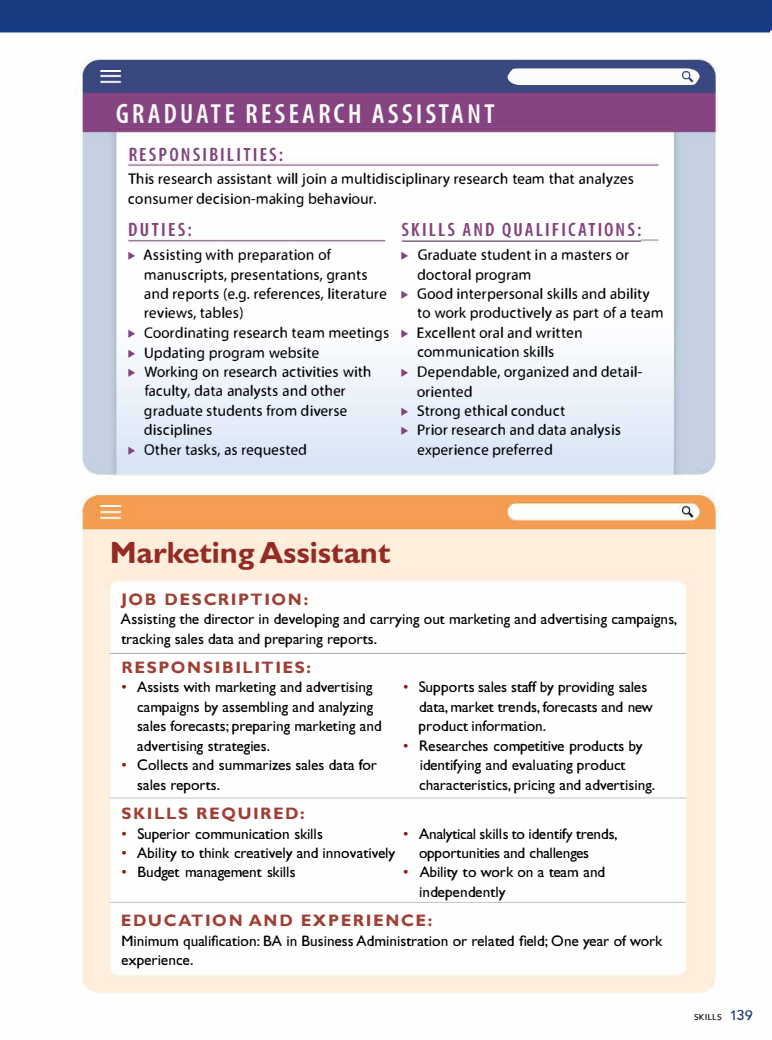 GRADUATE RESEARCH ASSISTANT
RESPONSIBILITIES:
This research assistant will join a multidisciplinary research team that analyzes
consumer decision-making behaviour.
DUTIES:
▶ Assisting with preparation of
manuscripts, presentations, grants
and reports (e.g. references, literature
reviews, tables)
▶ Coordinating research team meetings
▶ Updating program website
▶ Working on research activities with
faculty, data analysts and other
graduate students from diverse
disciplines
▶ Other tasks, as requested
SKILLS AND QUALIFICATIONS:
▶ Graduate student in a masters or
doctoral program
▶ Good interpersonal skills and ability
to work productively as part of a team
▶ Excellent oral and written
communication skills
▶ Dependable, organized and detail-
oriented
▶ Strong ethical conduct
▶ Prior research and data analysis
experience preferred
Marketing Assistant
JOB DESCRIPTION:
Assisting the director in developing and carrying out marketing and advertising campaigns,
tracking sales data and preparing reports.
RESPONSIBILITIES:
• Assists with marketing and advertising
campaigns by assembling and analyzing
sales forecasts; preparing marketing and
advertising strategies.
• Collects and summarizes sales data for
sales reports.
• Supports sales staff by providing sales
data, market trends, forecasts and new
product information.
• Researches competitive products by
identifying and evaluating product
characteristics, pricing and advertising.
SKILLS REQUIRED:
• Superior communication skills
• Ability to think creatively and innovatively
• Budget management skills
• Analytical skills to identify trends,
opportunities and challenges
• Ability to work on a team and
independently
EDUCATION AND EXPERIENCE:
Minimum qualification: BA in Business Administration or related field; One year of work
experience.
SKILLS 139